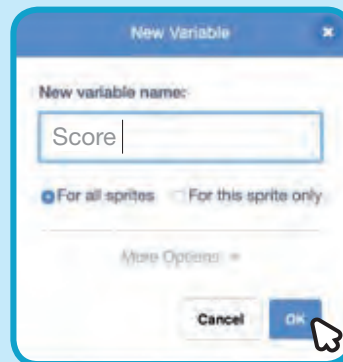 New Variable
New variable name:
Score
For all sprites For this sprite only
More Options
Cancel OK